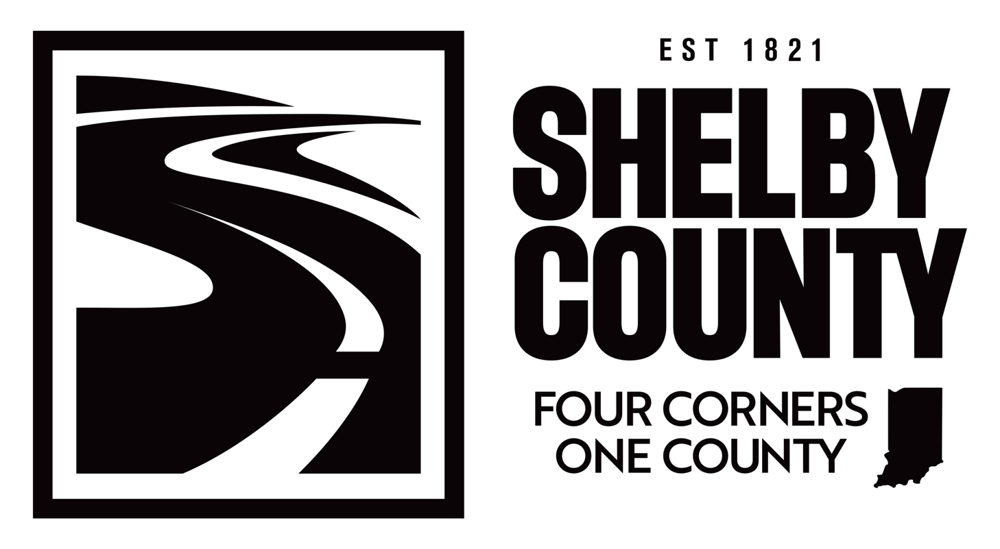 EST 1821
SHELBY
COUNTY
FOUR CORNERS
ONE COUNTY